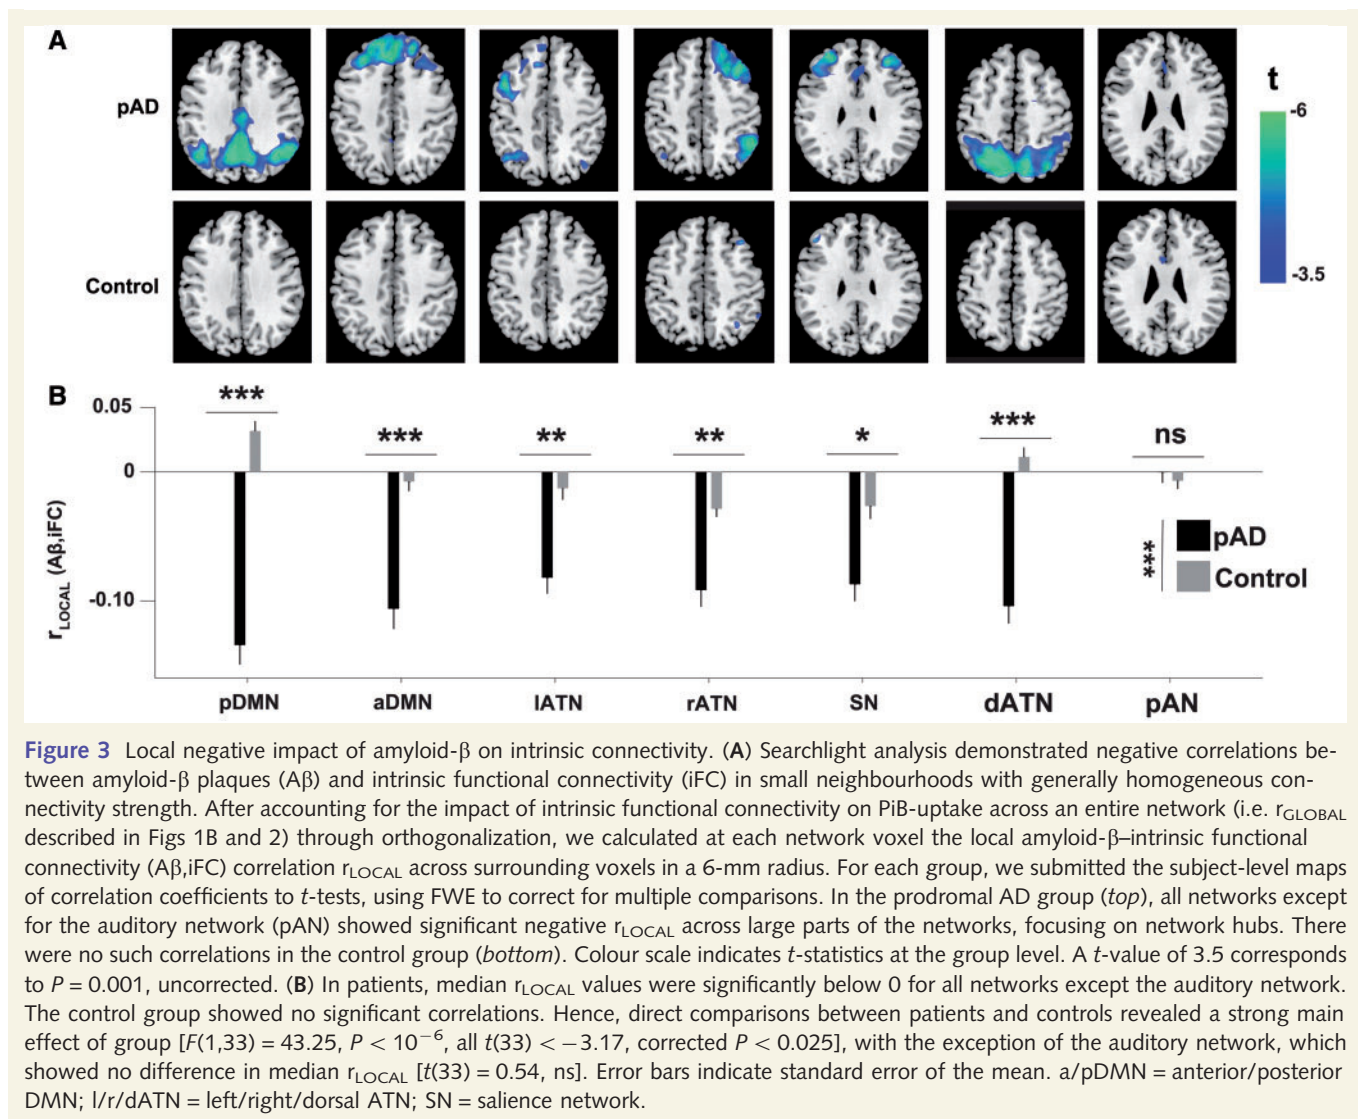 A
pAD
Control
t
-6
-3.5
B
0.05
0
-0.10
r_LOCAL (Aβ,iFC)
*** *** ** ** * *** ns
pAD
Control
***
pDMN aDMN lATN rATN SN dATN pAN
Figure 3 Local negative impact of amyloid-β on intrinsic connectivity. (A) Searchlight analysis demonstrated negative correlations be-
tween amyloid-β plaques (Aβ) and intrinsic functional connectivity (iFC) in small neighbourhoods with generally homogeneous con-
nectivity strength. After accounting for the impact of intrinsic functional connectivity on PiB-uptake across an entire network (i.e. r_GLOBAL
described in Figs 1B and 2) through orthogonalization, we calculated at each network voxel the local amyloid-β–intrinsic functional
connectivity (Aβ,iFC) correlation r_LOCAL across surrounding voxels in a 6-mm radius. For each group, we submitted the subject-level maps
of correlation coefficients to t-tests, using FWE to correct for multiple comparisons. In the prodromal AD group (top), all networks except
for the auditory network (pAN) showed significant negative r_LOCAL across large parts of the networks, focusing on network hubs. There
were no such correlations in the control group (bottom). Colour scale indicates t-statistics at the group level. A t-value of 3.5 corresponds
to P = 0.001, uncorrected. (B) In patients, median r_LOCAL values were significantly below 0 for all networks except the auditory network.
The control group showed no significant correlations. Hence, direct comparisons between patients and controls revealed a strong main
effect of group [F(1,33) = 43.25, P < 10⁻⁶, all t(33) < −3.17, corrected P < 0.025], with the exception of the auditory network, which
showed no difference in median r_LOCAL [t(33) = 0.54, ns]. Error bars indicate standard error of the mean. a/pDMN = anterior/posterior
DMN; l/r/dATN = left/right/dorsal ATN; SN = salience network.